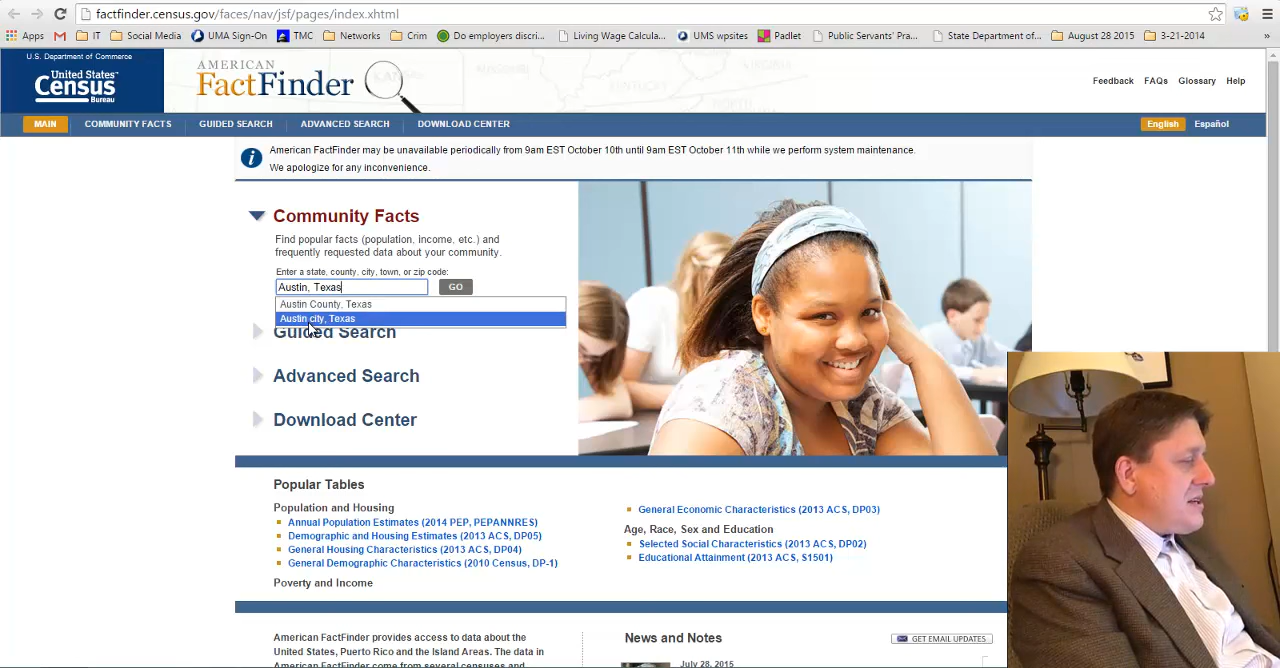 factfinder.census.gov/faces/nav/jsf/pages/index.xhtml
Apps IT Social Media UMA Sign-On TMC Networks Crim Do employers discri... Living Wage Calcula... UMS wpsites Padlet Public Servants' Pra... State Department of... August 28 2015 3-21-2014 »
U.S. Department of Commerce
United States™
Census
Bureau
AMERICAN
FactFinder
Feedback FAQs Glossary Help
MAIN COMMUNITY FACTS GUIDED SEARCH ADVANCED SEARCH DOWNLOAD CENTER English Español
American FactFinder may be unavailable periodically from 9am EST October 10th until 9am EST October 11th while we perform system maintenance.
We apologize for any inconvenience.
Community Facts
Find popular facts (population, income, etc.) and
frequently requested data about your community.
Enter a state, county, city, town, or zip code:
Austin, Texas GO
Austin County, Texas
Austin city, Texas
Guided Search
Advanced Search
Download Center
Popular Tables
Population and Housing
Annual Population Estimates (2014 PEP, PEPANNRES)
Demographic and Housing Estimates (2013 ACS, DP05)
General Housing Characteristics (2013 ACS, DP04)
General Demographic Characteristics (2010 Census, DP-1)
Poverty and Income
General Economic Characteristics (2013 ACS, DP03)
Age, Race, Sex and Education
Selected Social Characteristics (2013 ACS, DP02)
Educational Attainment (2013 ACS, S1501)
American FactFinder provides access to data about the
United States, Puerto Rico and the Island Areas. The data in
American FactFinder come from several censuses and
News and Notes
GET EMAIL UPDATES
July 28, 2015